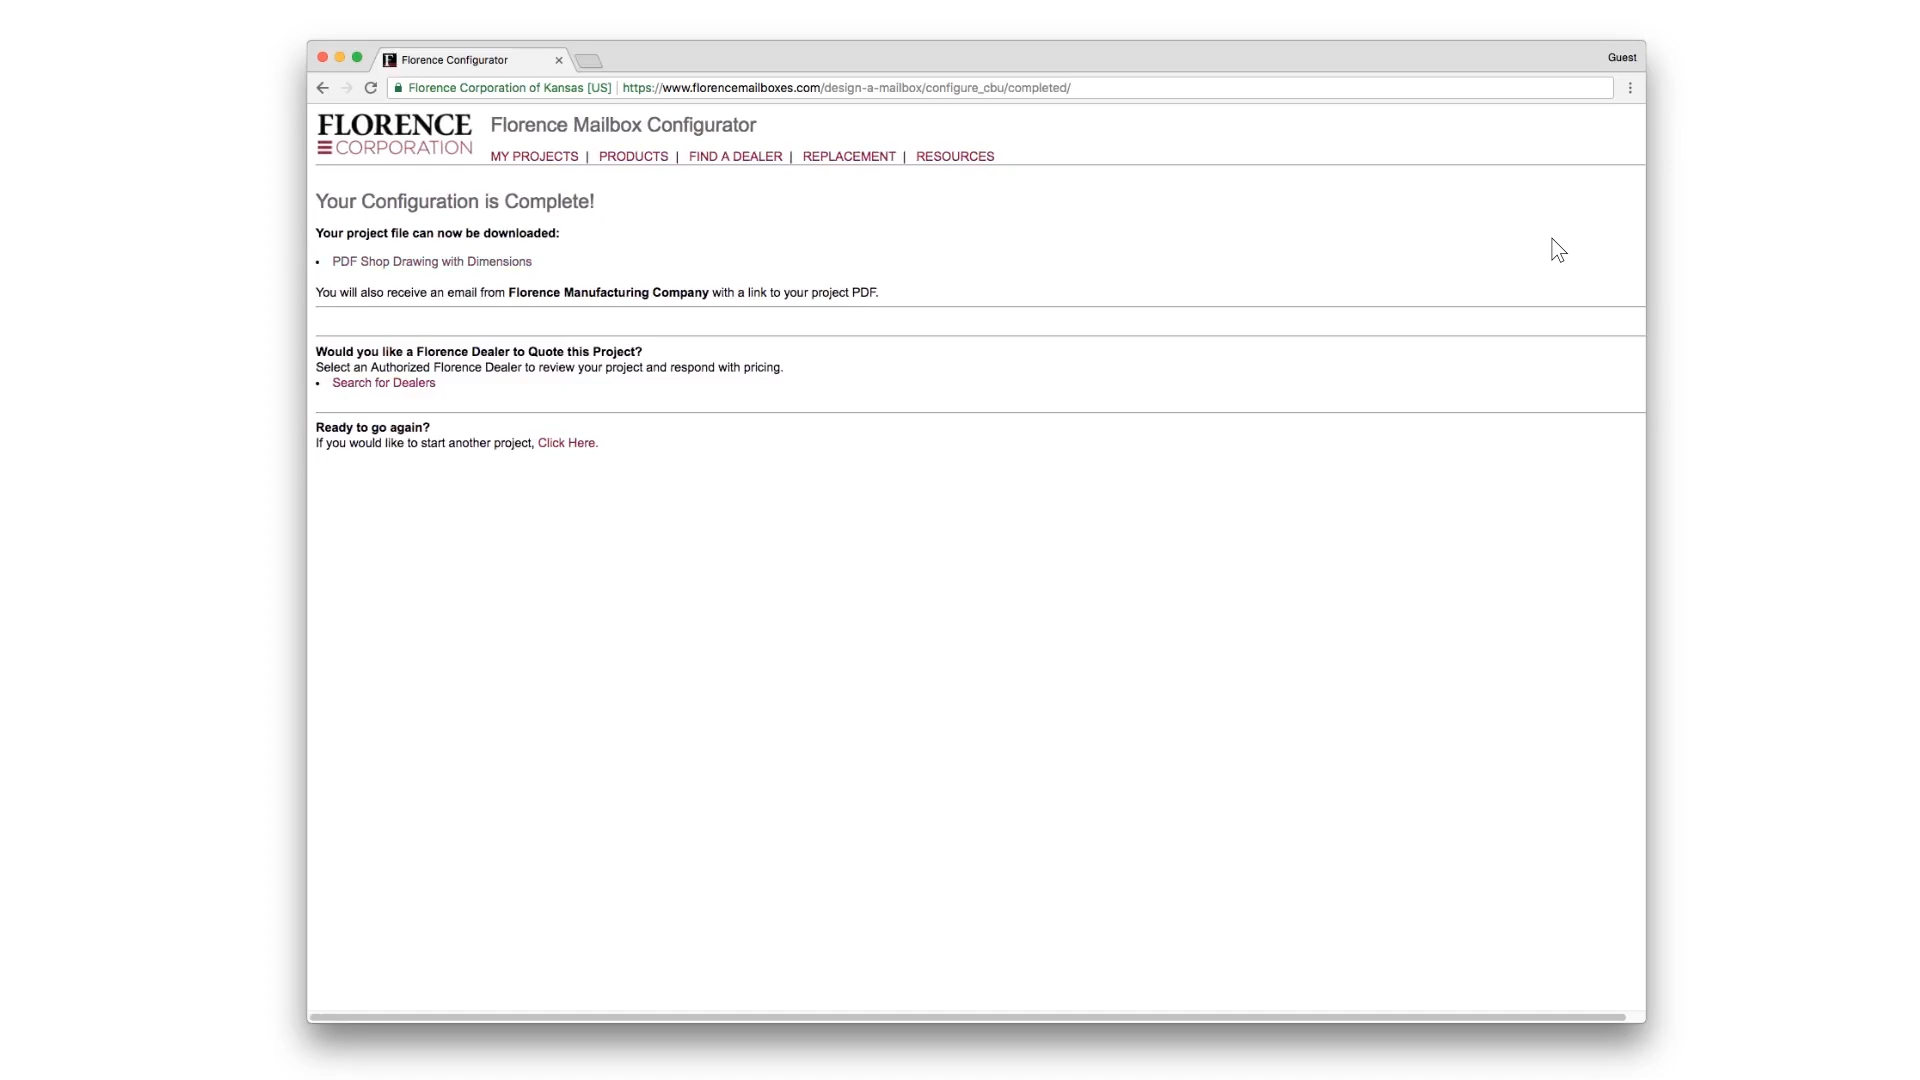 Florence Configurator
Guest
Florence Corporation of Kansas [US] https://www.florencemailboxes.com/design-a-mailbox/configure_cbu/completed/
FLORENCE
CORPORATION
Florence Mailbox Configurator
MY PROJECTS | PRODUCTS | FIND A DEALER | REPLACEMENT | RESOURCES
Your Configuration is Complete!
Your project file can now be downloaded:
• PDF Shop Drawing with Dimensions
You will also receive an email from Florence Manufacturing Company with a link to your project PDF.
Would you like a Florence Dealer to Quote this Project?
Select an Authorized Florence Dealer to review your project and respond with pricing.
• Search for Dealers
Ready to go again?
If you would like to start another project, Click Here.